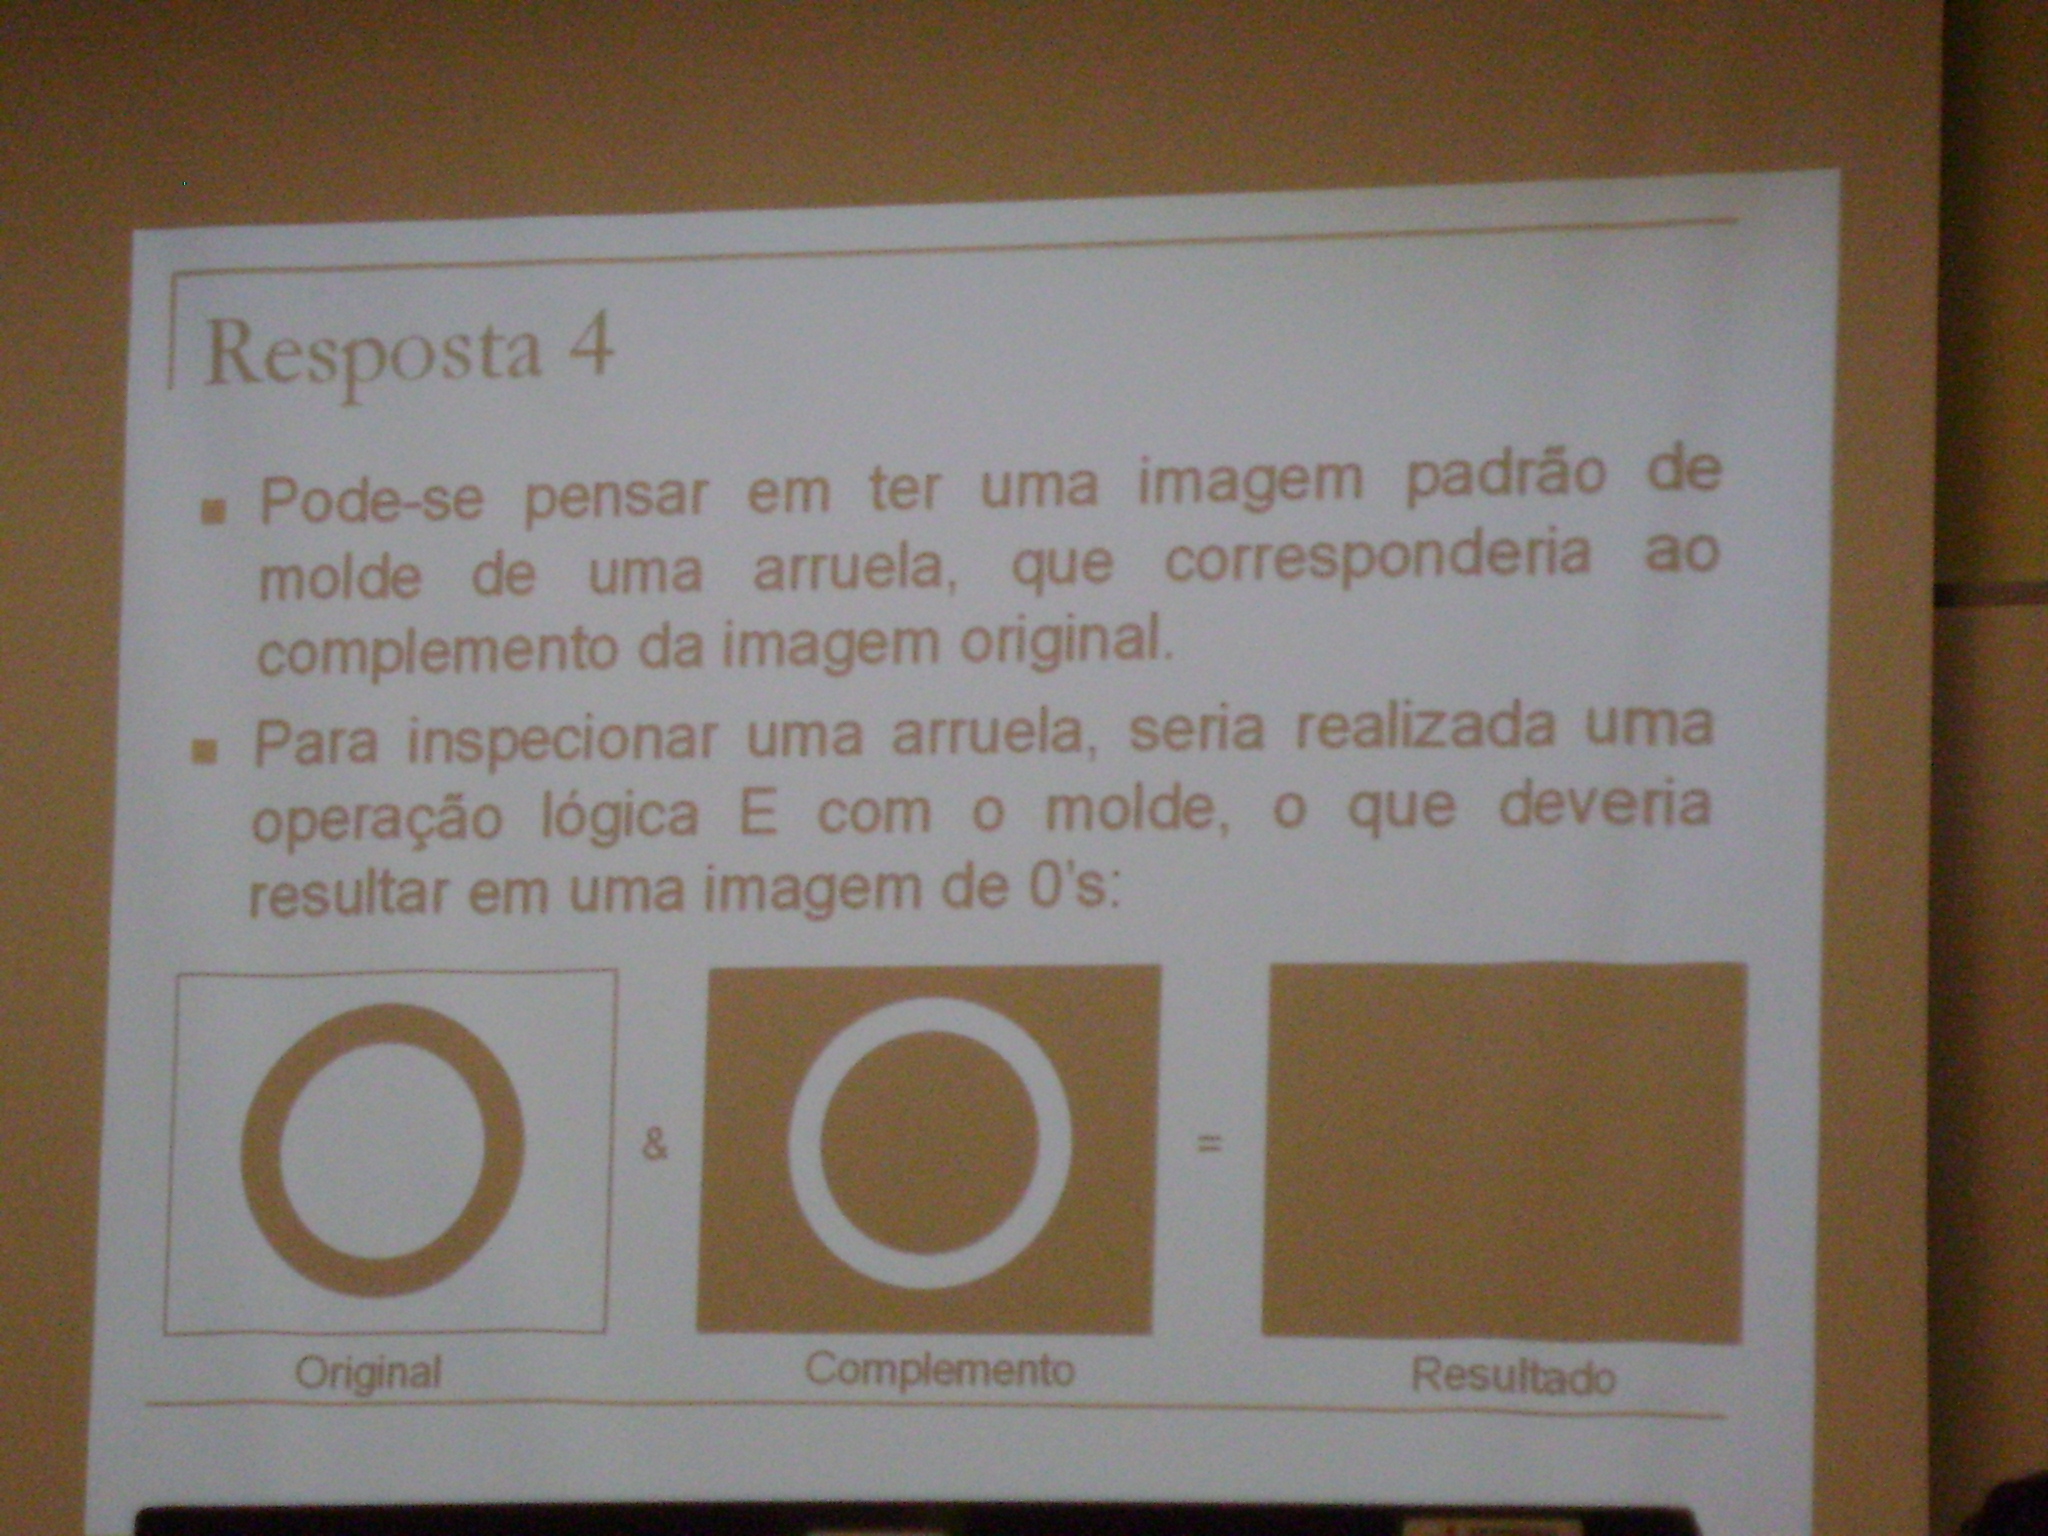 Resposta 4
Pode-se pensar em ter uma imagem padrão de
molde de uma arruela, que corresponderia ao
complemento da imagem original.
Para inspecionar uma arruela, seria realizada uma
operação lógica E com o molde, o que deveria
resultar em uma imagem de 0's:
& =
Original Complemento Resultado